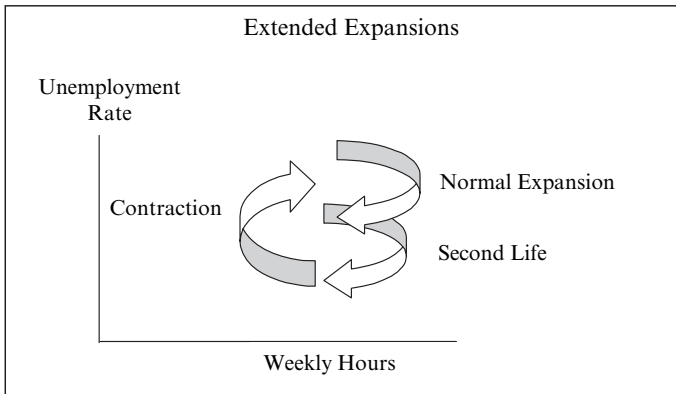 Extended Expansions
Unemployment
Rate
Normal Expansion
Contraction
Second Life
Weekly Hours